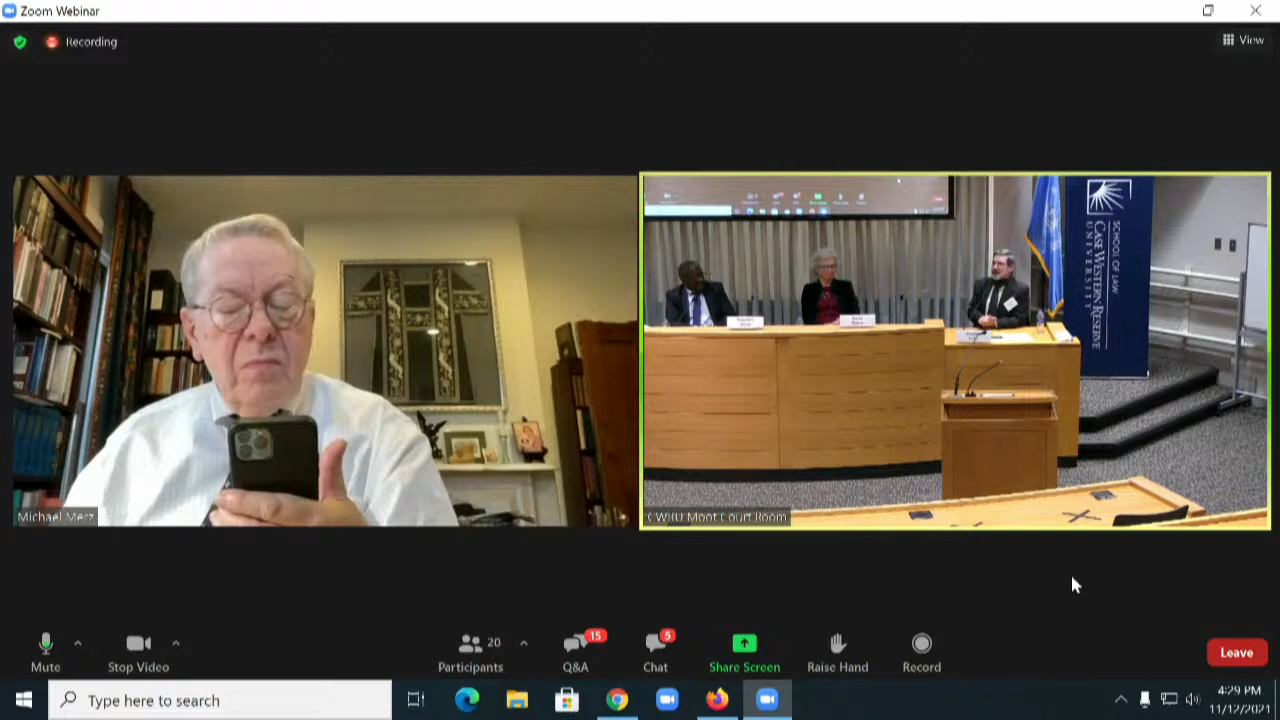 Zoom Webinar
Recording
View
SCHOOL OF LAW
CASE WESTERN RESERVE
UNIVERSITY
Michael Merz
CWRU Moot Court Room
20
15
5
Mute
Stop Video
Participants
Q&A
Chat
Share Screen
Raise Hand
Record
Leave
Type here to search
4:29 PM
11/12/2021